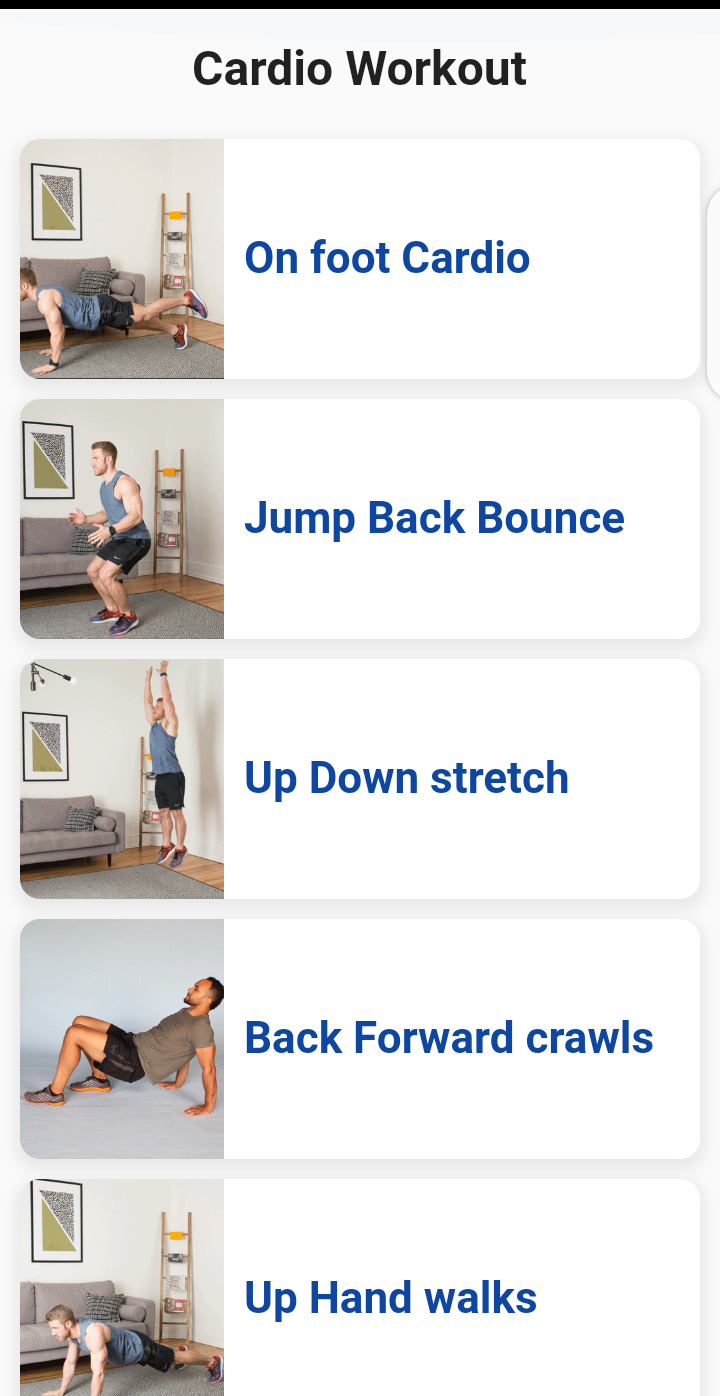 Cardio Workout
On foot Cardio
Jump Back Bounce
Up Down stretch
Back Forward crawls
Up Hand walks